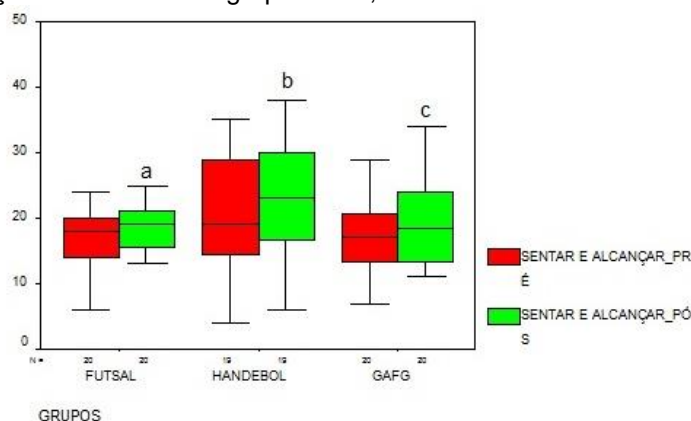 50
40
30
20
10
0
a
b
c
N = 20 20 19 19 20 20
FUTSAL HANDEBOL GAFG
GRUPOS
SENTAR E ALCANÇAR_PR
É
SENTAR E ALCANÇAR_PÓ
S